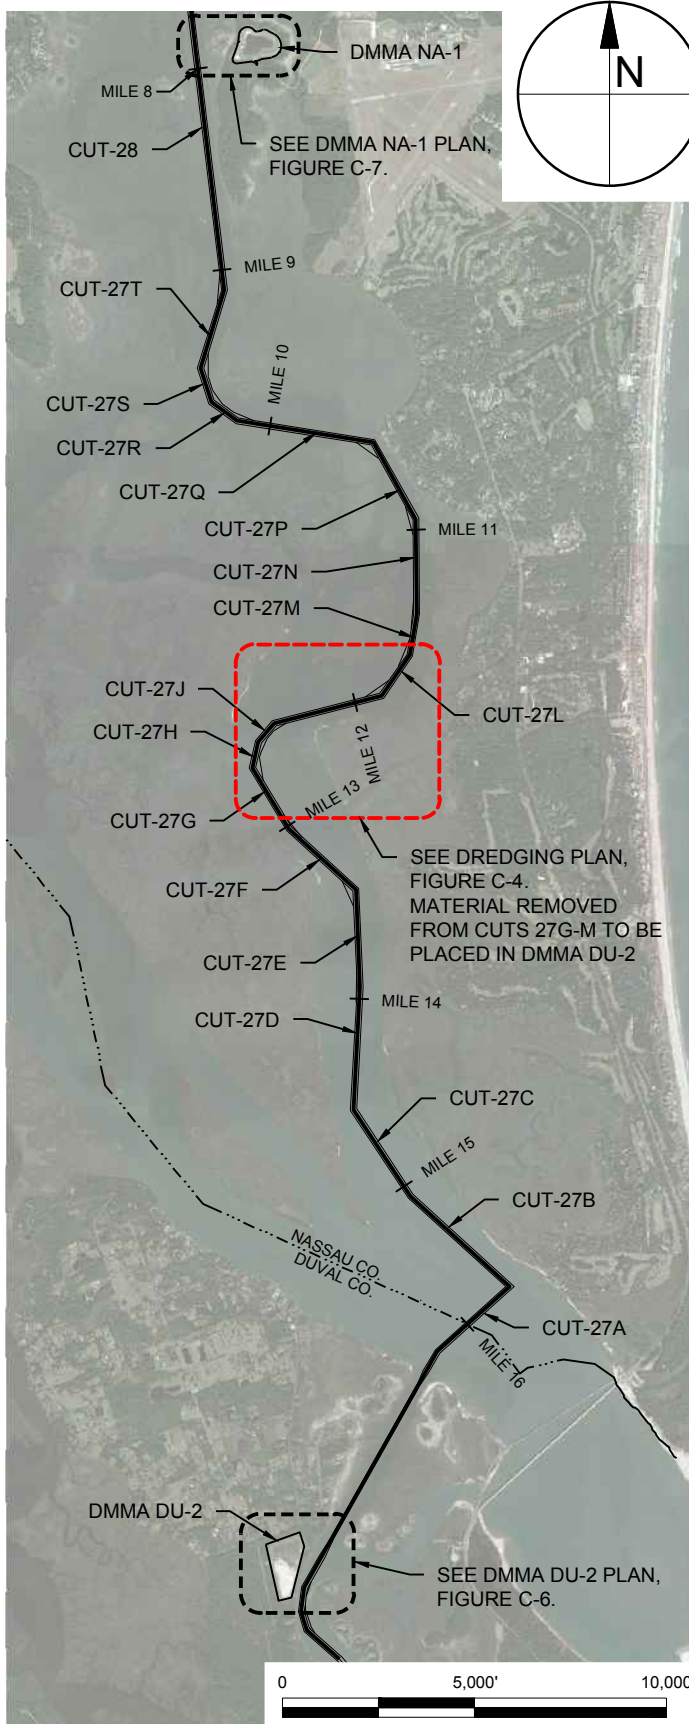 DMMA NA-1
N
MILE 8
CUT-28
SEE DMMA NA-1 PLAN,
FIGURE C-7.
MILE 9
CUT-27T
MILE 10
CUT-27S
CUT-27R
CUT-27Q
CUT-27P
MILE 11
CUT-27N
CUT-27M
CUT-27J
CUT-27L
CUT-27H
MILE 12
MILE 13
CUT-27G
SEE DREDGING PLAN,
FIGURE C-4.
MATERIAL REMOVED
FROM CUTS 27G-M TO BE
PLACED IN DMMA DU-2
CUT-27F
CUT-27E
MILE 14
CUT-27D
CUT-27C
MILE 15
CUT-27B
NASSAU CO
DUVAL CO.
CUT-27A
MILE 16
DMMA DU-2
SEE DMMA DU-2 PLAN,
FIGURE C-6.
0 5,000' 10,000